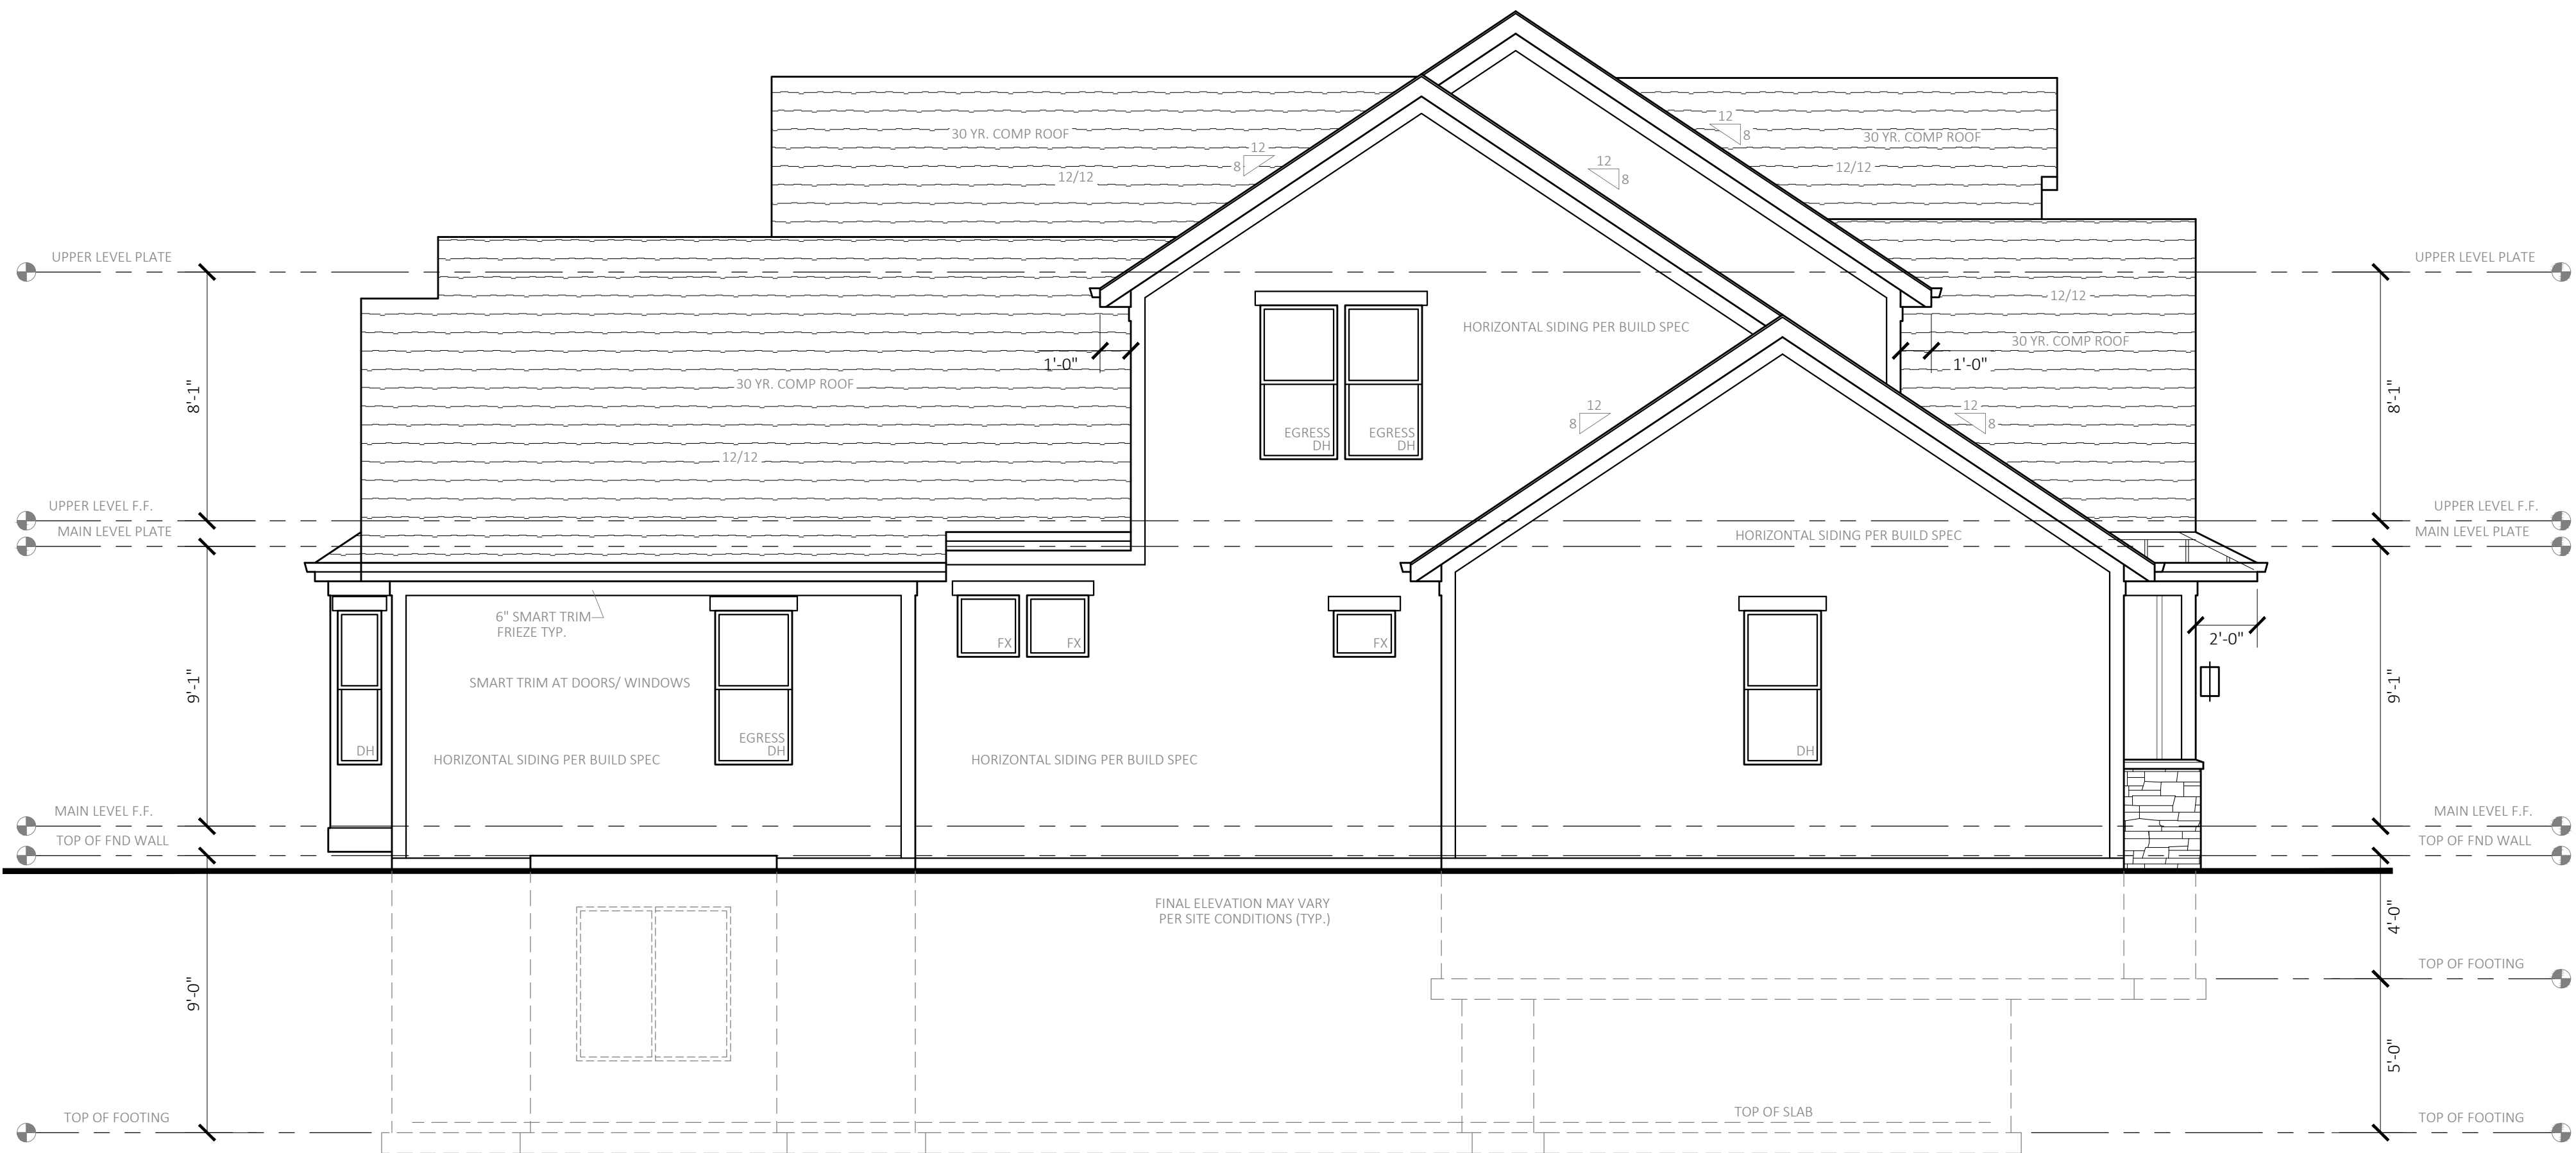 30 YR. COMP ROOF
12/12
12
8
12
8
12
8
30 YR. COMP ROOF
12/12
UPPER LEVEL PLATE
UPPER LEVEL PLATE
12/12
30 YR. COMP ROOF
HORIZONTAL SIDING PER BUILD SPEC
1'-0"
1'-0"
30 YR. COMP ROOF
12/12
8'-1"
8'-1"
EGRESS
DH
EGRESS
DH
12
8
12
8
UPPER LEVEL F.F.
MAIN LEVEL PLATE
UPPER LEVEL F.F.
MAIN LEVEL PLATE
HORIZONTAL SIDING PER BUILD SPEC
6" SMART TRIM
FRIEZE TYP.
FX
FX
FX
2'-0"
9'-1"
9'-1"
SMART TRIM AT DOORS/ WINDOWS
DH
EGRESS
DH
DH
HORIZONTAL SIDING PER BUILD SPEC
HORIZONTAL SIDING PER BUILD SPEC
MAIN LEVEL F.F.
TOP OF FND WALL
MAIN LEVEL F.F.
TOP OF FND WALL
FINAL ELEVATION MAY VARY
PER SITE CONDITIONS (TYP.)
4'-0"
TOP OF FOOTING
9'-0"
5'-0"
TOP OF SLAB
TOP OF FOOTING
TOP OF FOOTING